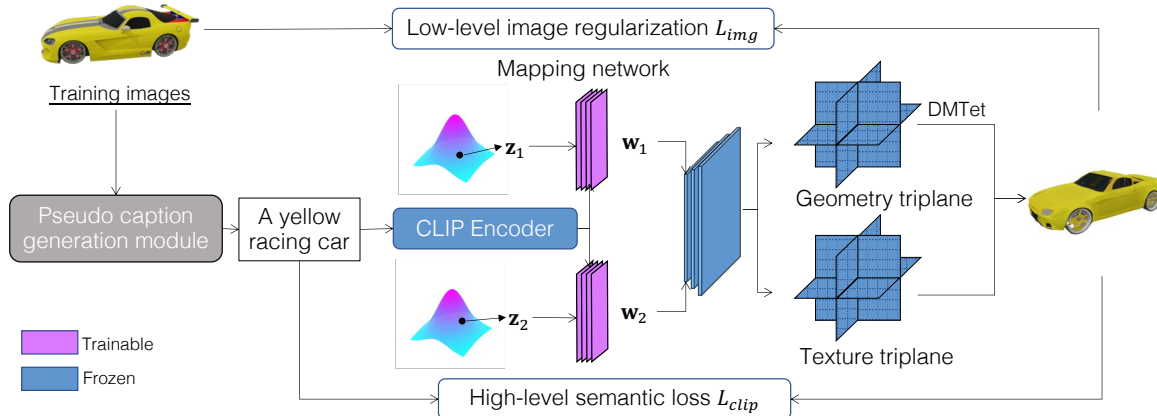 Low-level image regularization L_img
Training images
Mapping network
z_1
w_1
DMTet
Geometry triplane
Pseudo caption
generation module
A yellow
racing car
CLIP Encoder
z_2
w_2
Texture triplane
Trainable
Frozen
High-level semantic loss L_clip